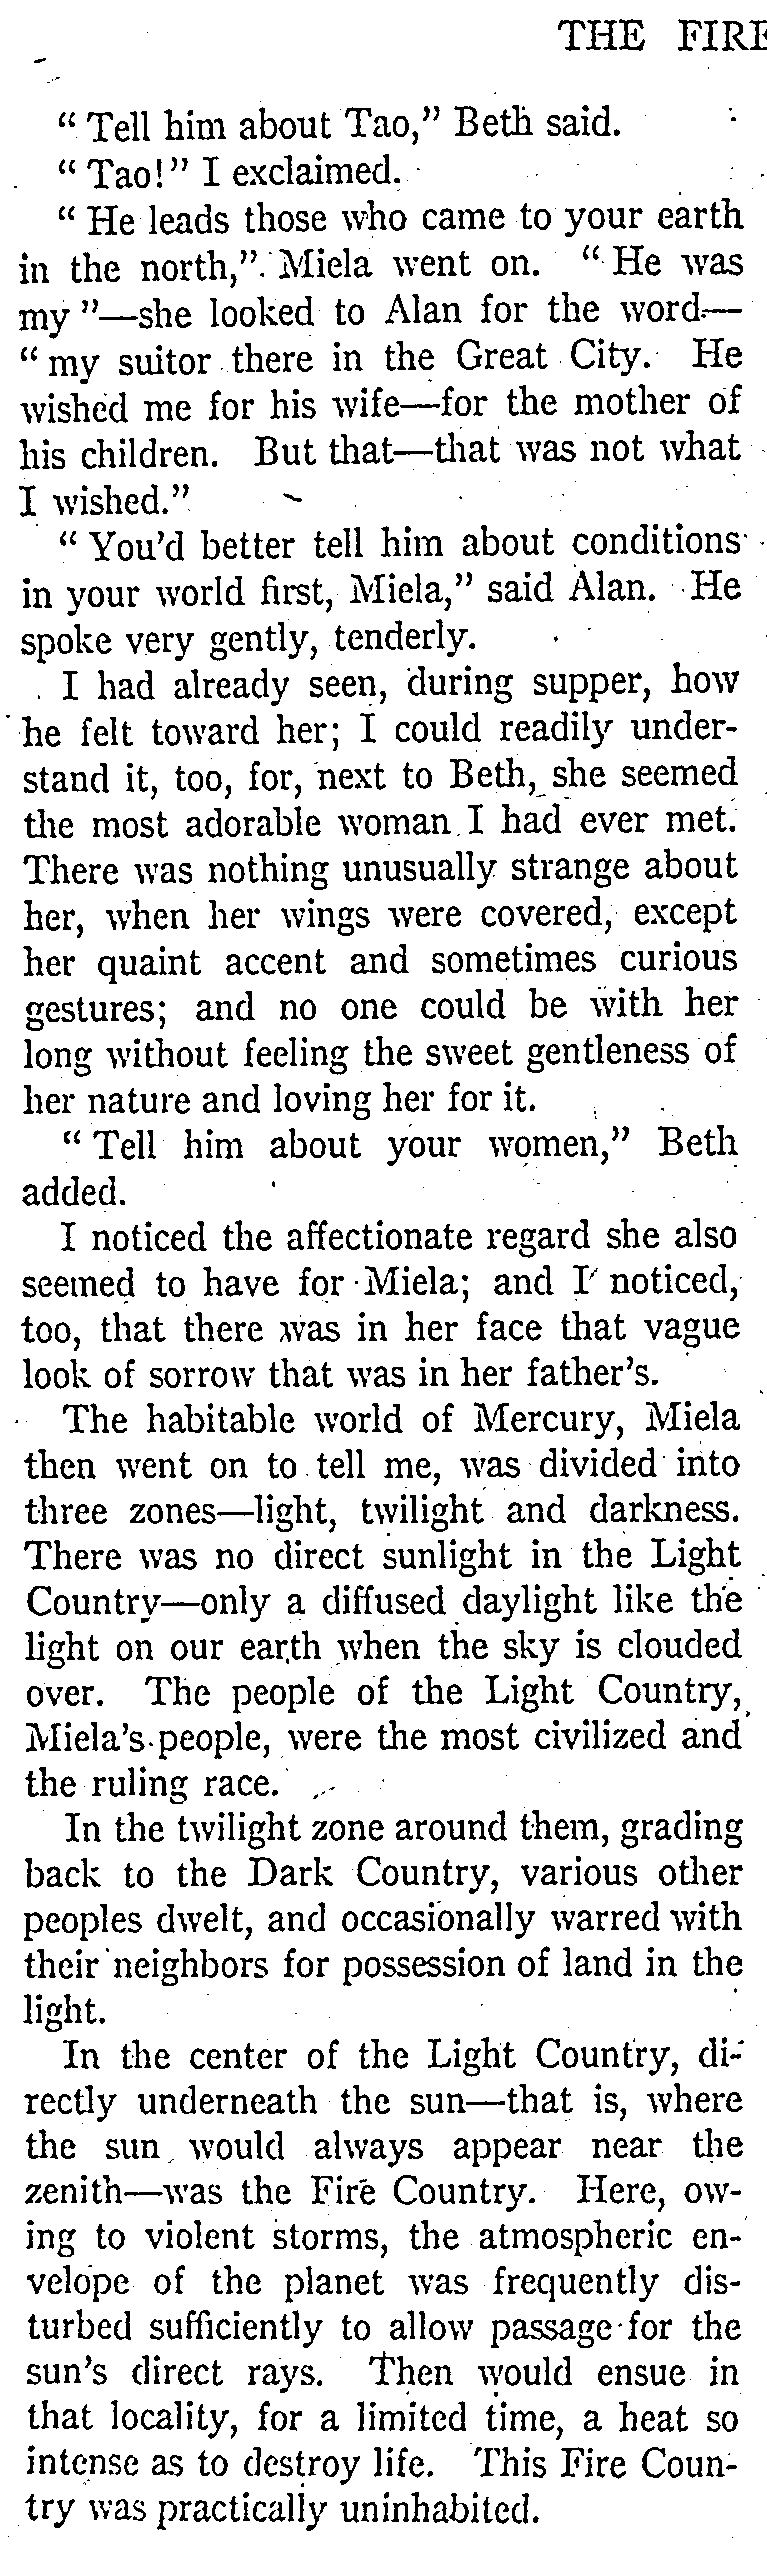 THE FIRE
“ Tell him about Tao,” Beth said.
“ Tao!” I exclaimed.
“ He leads those who came to your earth
in the north,” Miela went on. “ He was
my ”—she looked to Alan for the word—
“ my suitor there in the Great City. He
wished me for his wife—for the mother of
his children. But that—that was not what
I wished.”
“ You’d better tell him about conditions
in your world first, Miela,” said Alan. He
spoke very gently, tenderly.
I had already seen, during supper, how
he felt toward her; I could readily under-
stand it, too, for, next to Beth, she seemed
the most adorable woman I had ever met.
There was nothing unusually strange about
her, when her wings were covered, except
her quaint accent and sometimes curious
gestures; and no one could be with her
long without feeling the sweet gentleness of
her nature and loving her for it.
“ Tell him about your women,” Beth
added.
I noticed the affectionate regard she also
seemed to have for Miela; and I noticed,
too, that there was in her face that vague
look of sorrow that was in her father’s.
The habitable world of Mercury, Miela
then went on to tell me, was divided into
three zones—light, twilight and darkness.
There was no direct sunlight in the Light
Country—only a diffused daylight like the
light on our earth when the sky is clouded
over. The people of the Light Country,
Miela’s people, were the most civilized and
the ruling race.
In the twilight zone around them, grading
back to the Dark Country, various other
peoples dwelt, and occasionally warred with
their neighbors for possession of land in the
light.
In the center of the Light Country, di-
rectly underneath the sun—that is, where
the sun would always appear near the
zenith—was the Fire Country. Here, ow-
ing to violent storms, the atmospheric en-
velope of the planet was frequently dis-
turbed sufficiently to allow passage for the
sun’s direct rays. Then would ensue in
that locality, for a limited time, a heat so
intense as to destroy life. This Fire Coun-
try was practically uninhabited.